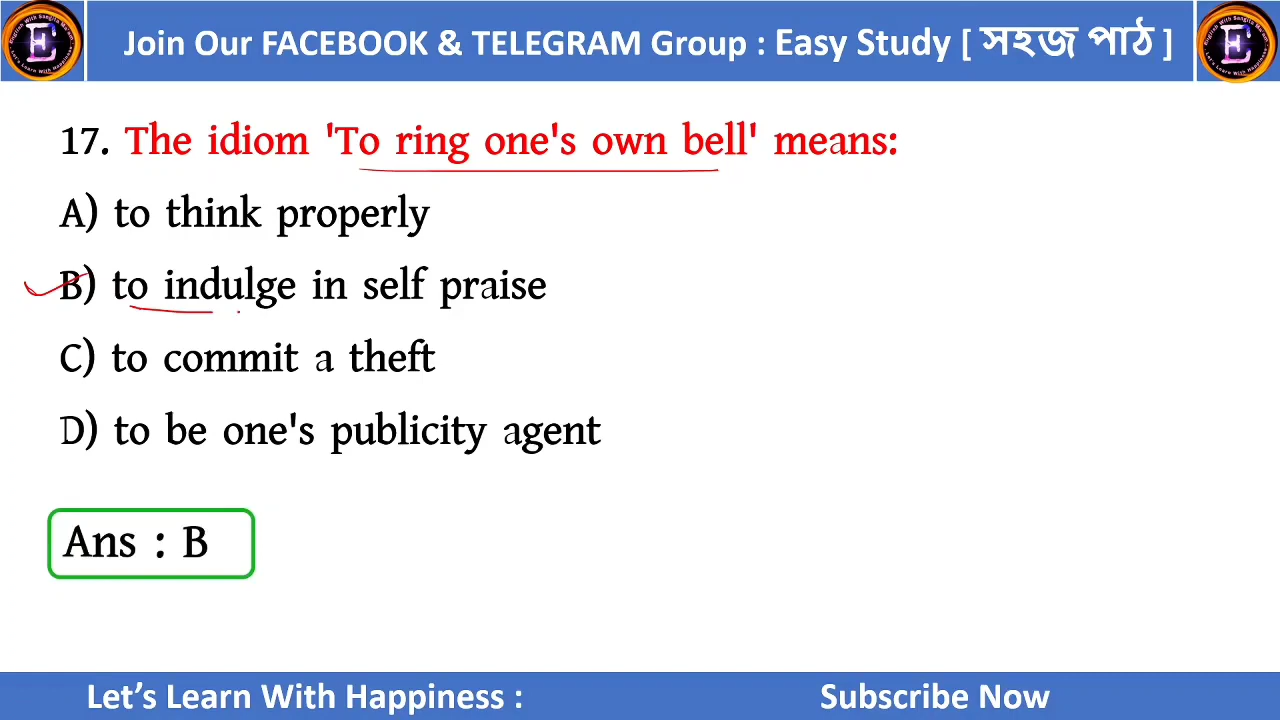 Join Our FACEBOOK & TELEGRAM Group : Easy Study [ সহজ পাঠ ]
17. The idiom 'To ring one's own bell' means:
A) to think properly
B) to indulge in self praise
C) to commit a theft
D) to be one's publicity agent
Ans : B
Let’s Learn With Happiness :
Subscribe Now